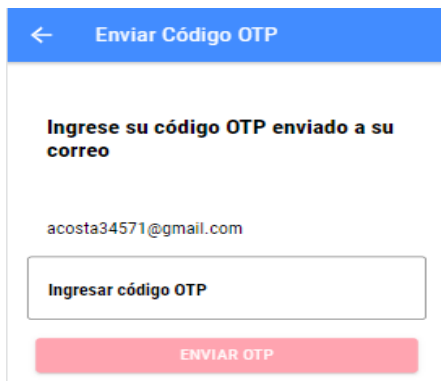 Enviar Código OTP
Ingrese su código OTP enviado a su
correo
acosta34571@gmail.com
Ingresar código OTP
ENVIAR OTP